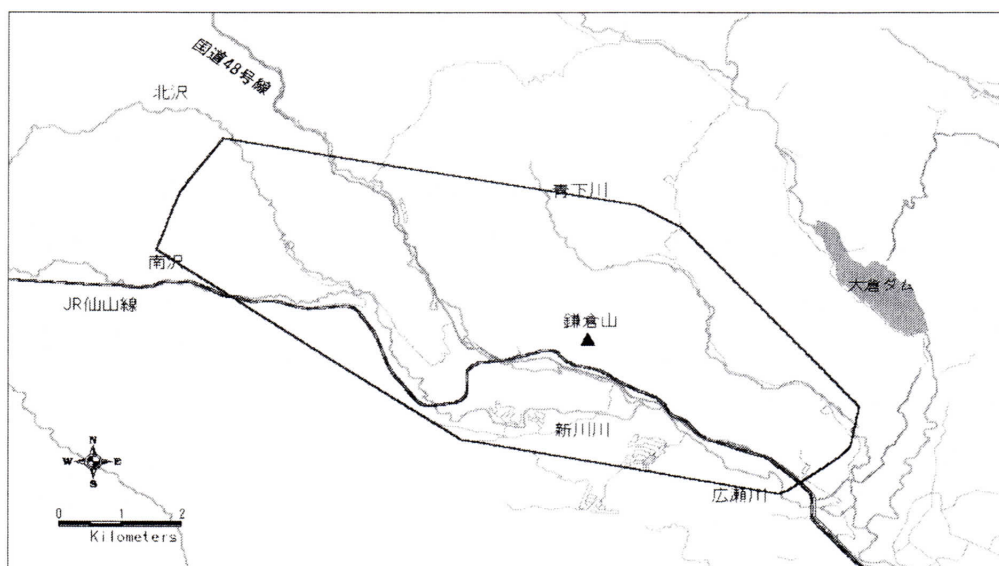 国道48号線
北沢
青下川
南沢
大倉ダム
JR仙山線
鎌倉山
新川川
N
W E
S
広瀬川
0 1 2
Kilometers